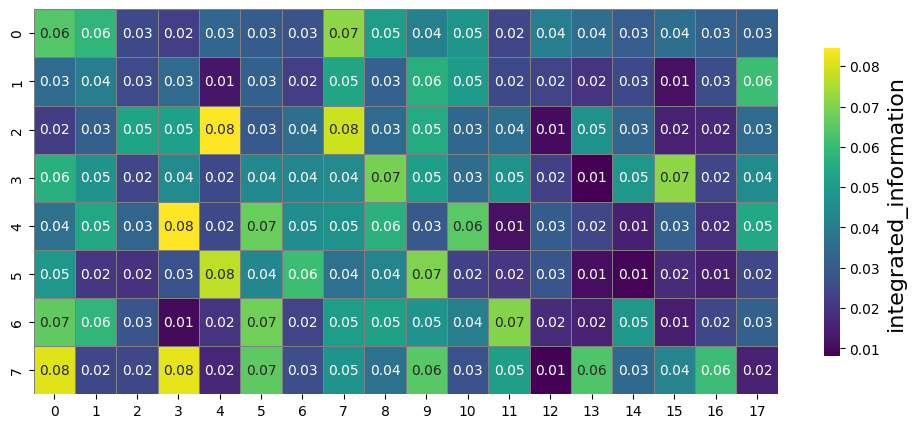 0 0.06 0.06 0.03 0.02 0.03 0.03 0.03 0.07 0.05 0.04 0.05 0.02 0.04 0.04 0.03 0.04 0.03 0.03
1 0.03 0.04 0.03 0.03 0.01 0.03 0.02 0.05 0.03 0.06 0.05 0.02 0.02 0.02 0.03 0.01 0.03 0.06
2 0.02 0.03 0.05 0.05 0.08 0.03 0.04 0.08 0.03 0.05 0.03 0.04 0.01 0.05 0.03 0.02 0.02 0.03
3 0.06 0.05 0.02 0.04 0.02 0.04 0.04 0.04 0.07 0.05 0.03 0.05 0.02 0.01 0.05 0.07 0.02 0.04
4 0.04 0.05 0.03 0.08 0.02 0.07 0.05 0.05 0.06 0.03 0.06 0.01 0.03 0.02 0.01 0.03 0.02 0.05
5 0.05 0.02 0.02 0.03 0.08 0.04 0.06 0.04 0.04 0.07 0.02 0.02 0.03 0.01 0.01 0.02 0.01 0.02
6 0.07 0.06 0.03 0.01 0.02 0.07 0.02 0.05 0.05 0.05 0.04 0.07 0.02 0.02 0.05 0.01 0.02 0.03
7 0.08 0.02 0.02 0.08 0.02 0.07 0.03 0.05 0.04 0.06 0.03 0.05 0.01 0.06 0.03 0.04 0.06 0.02
0 1 2 3 4 5 6 7 8 9 10 11 12 13 14 15 16 17
0.08
0.07
0.06
0.05
0.04
0.03
0.02
0.01
integrated_information